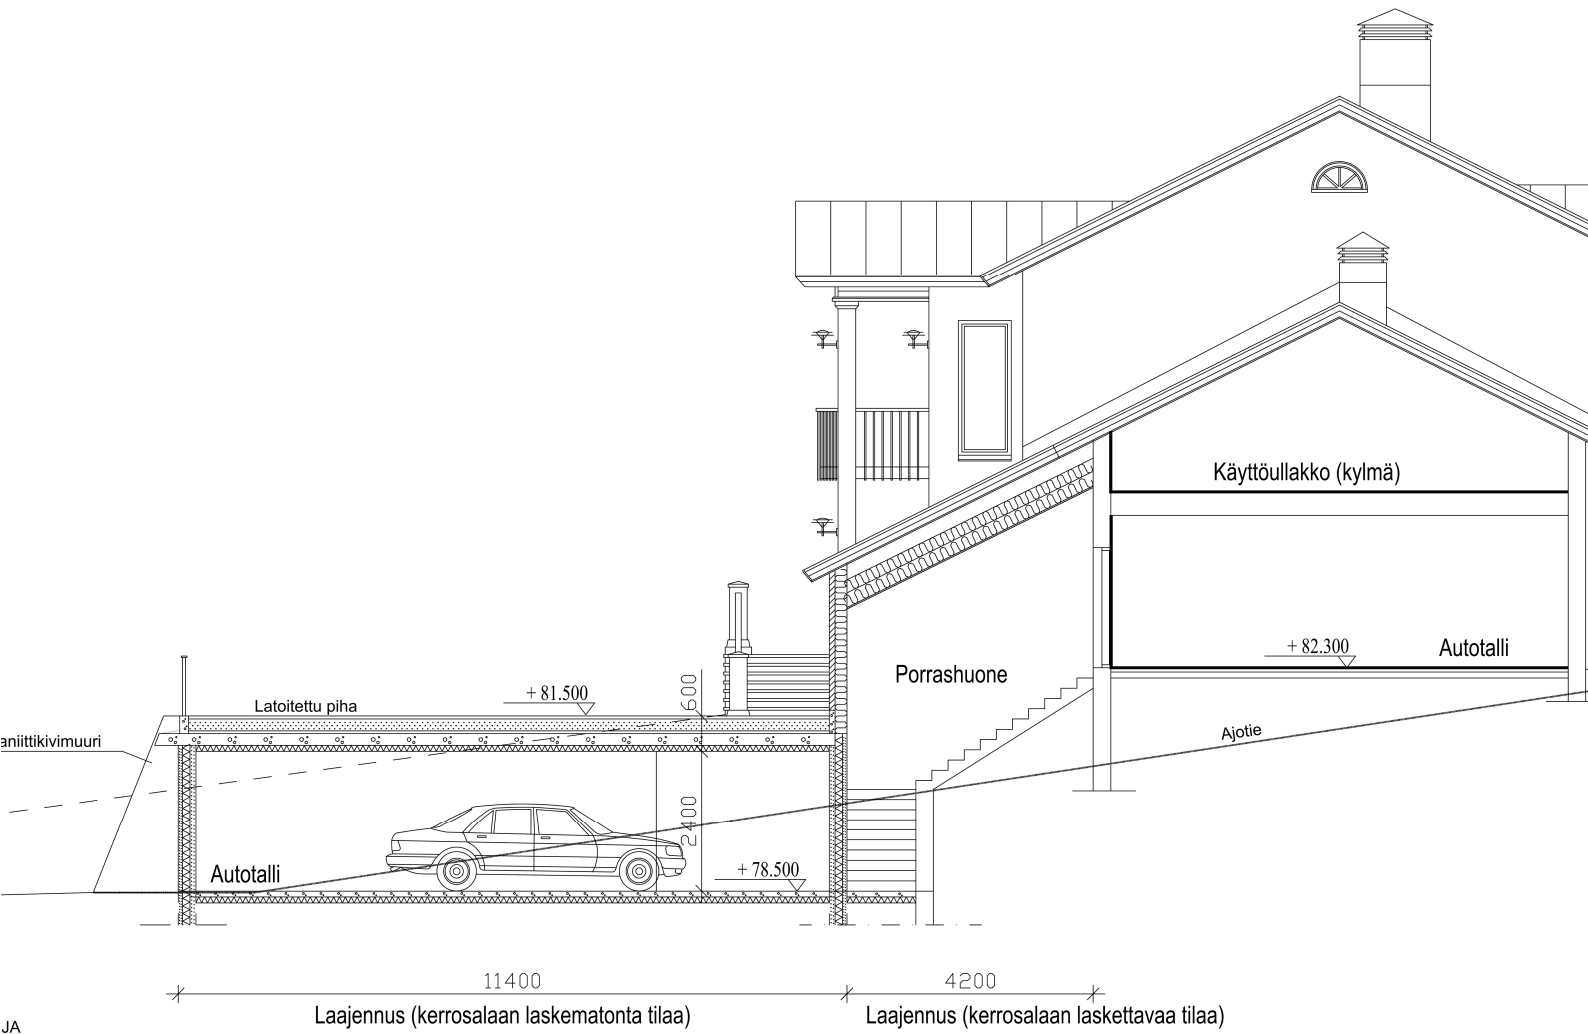 Käyttöullakko (kylmä)
+ 82.300
Autotalli
Porrashuone
600
+ 81.500
Latoitettu piha
aniittikivimuuri
Ajotie
2400
Autotalli
+ 78.500
11400
4200
Laajennus (kerrosalaan laskematonta tilaa)
Laajennus (kerrosalaan laskettavaa tilaa)
JA